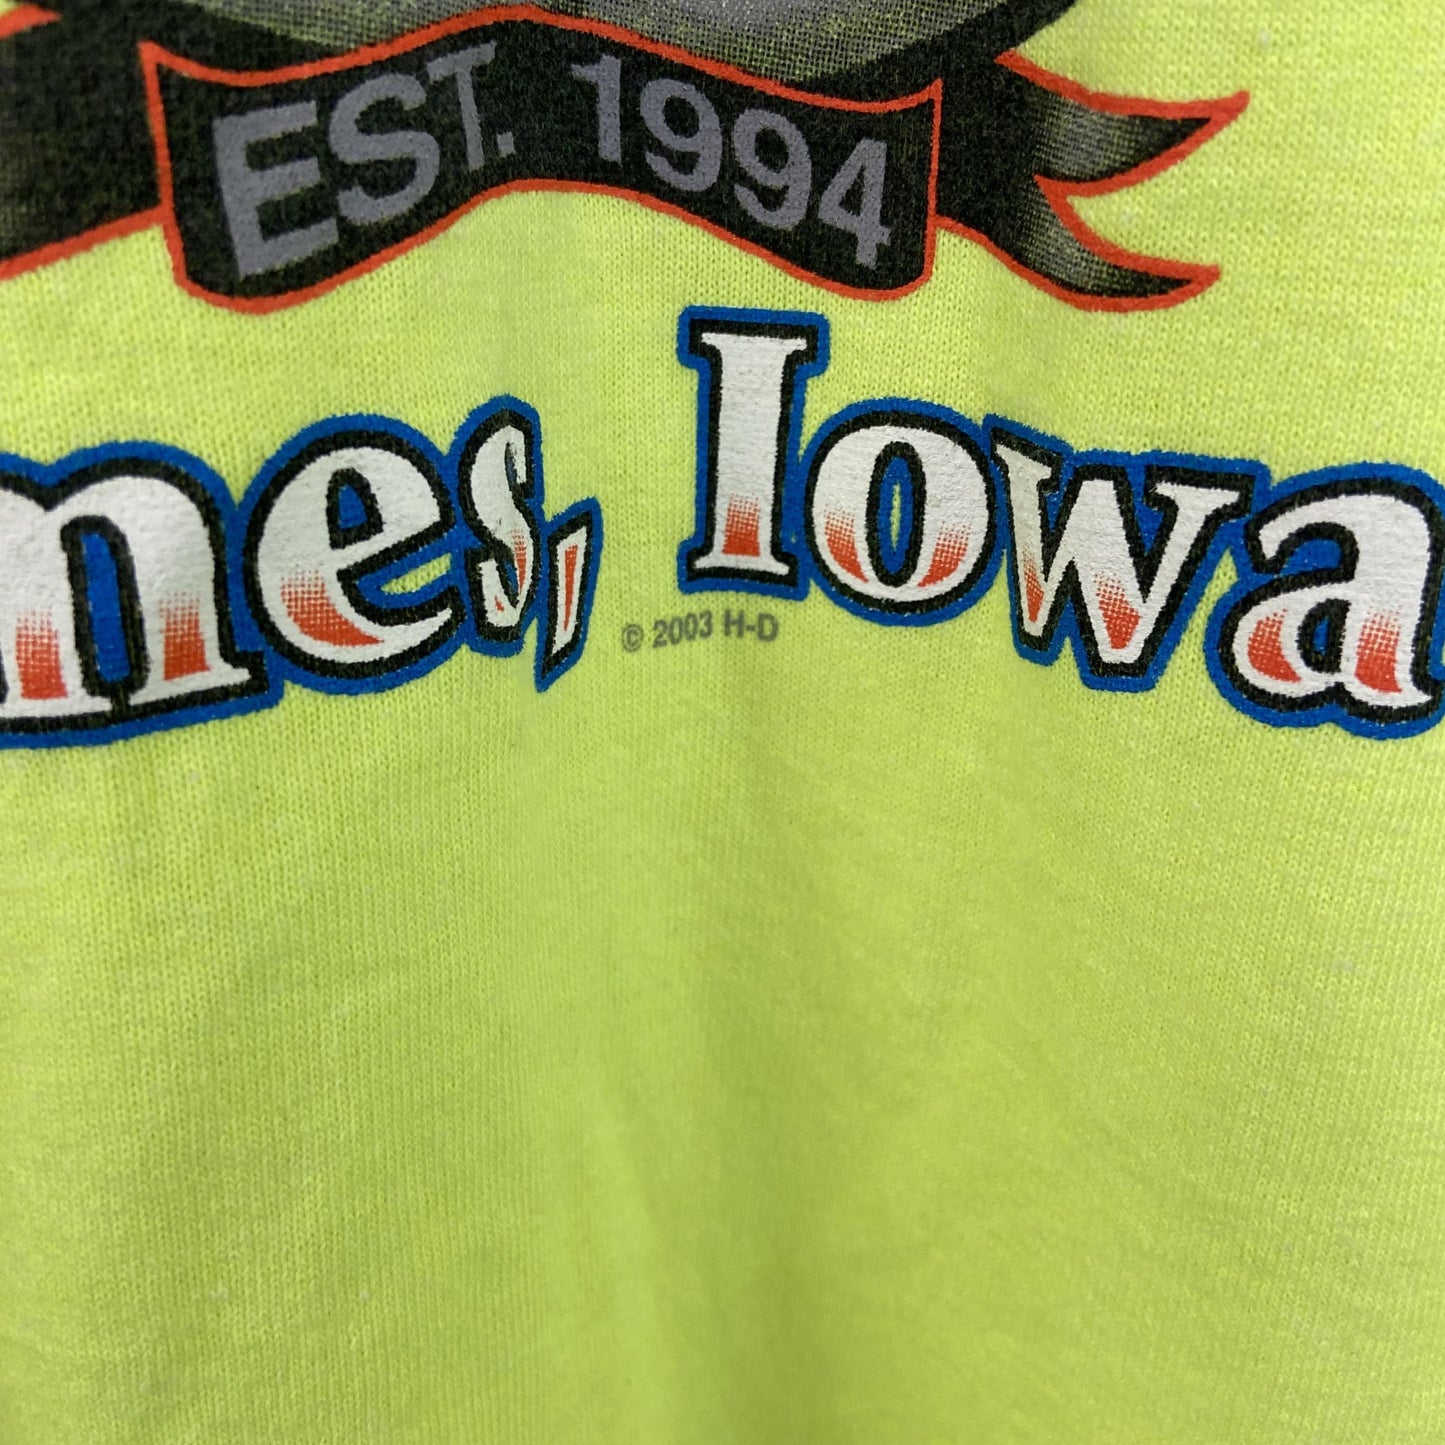 EST. 1994
mes, Iowa
© 2003 H-D